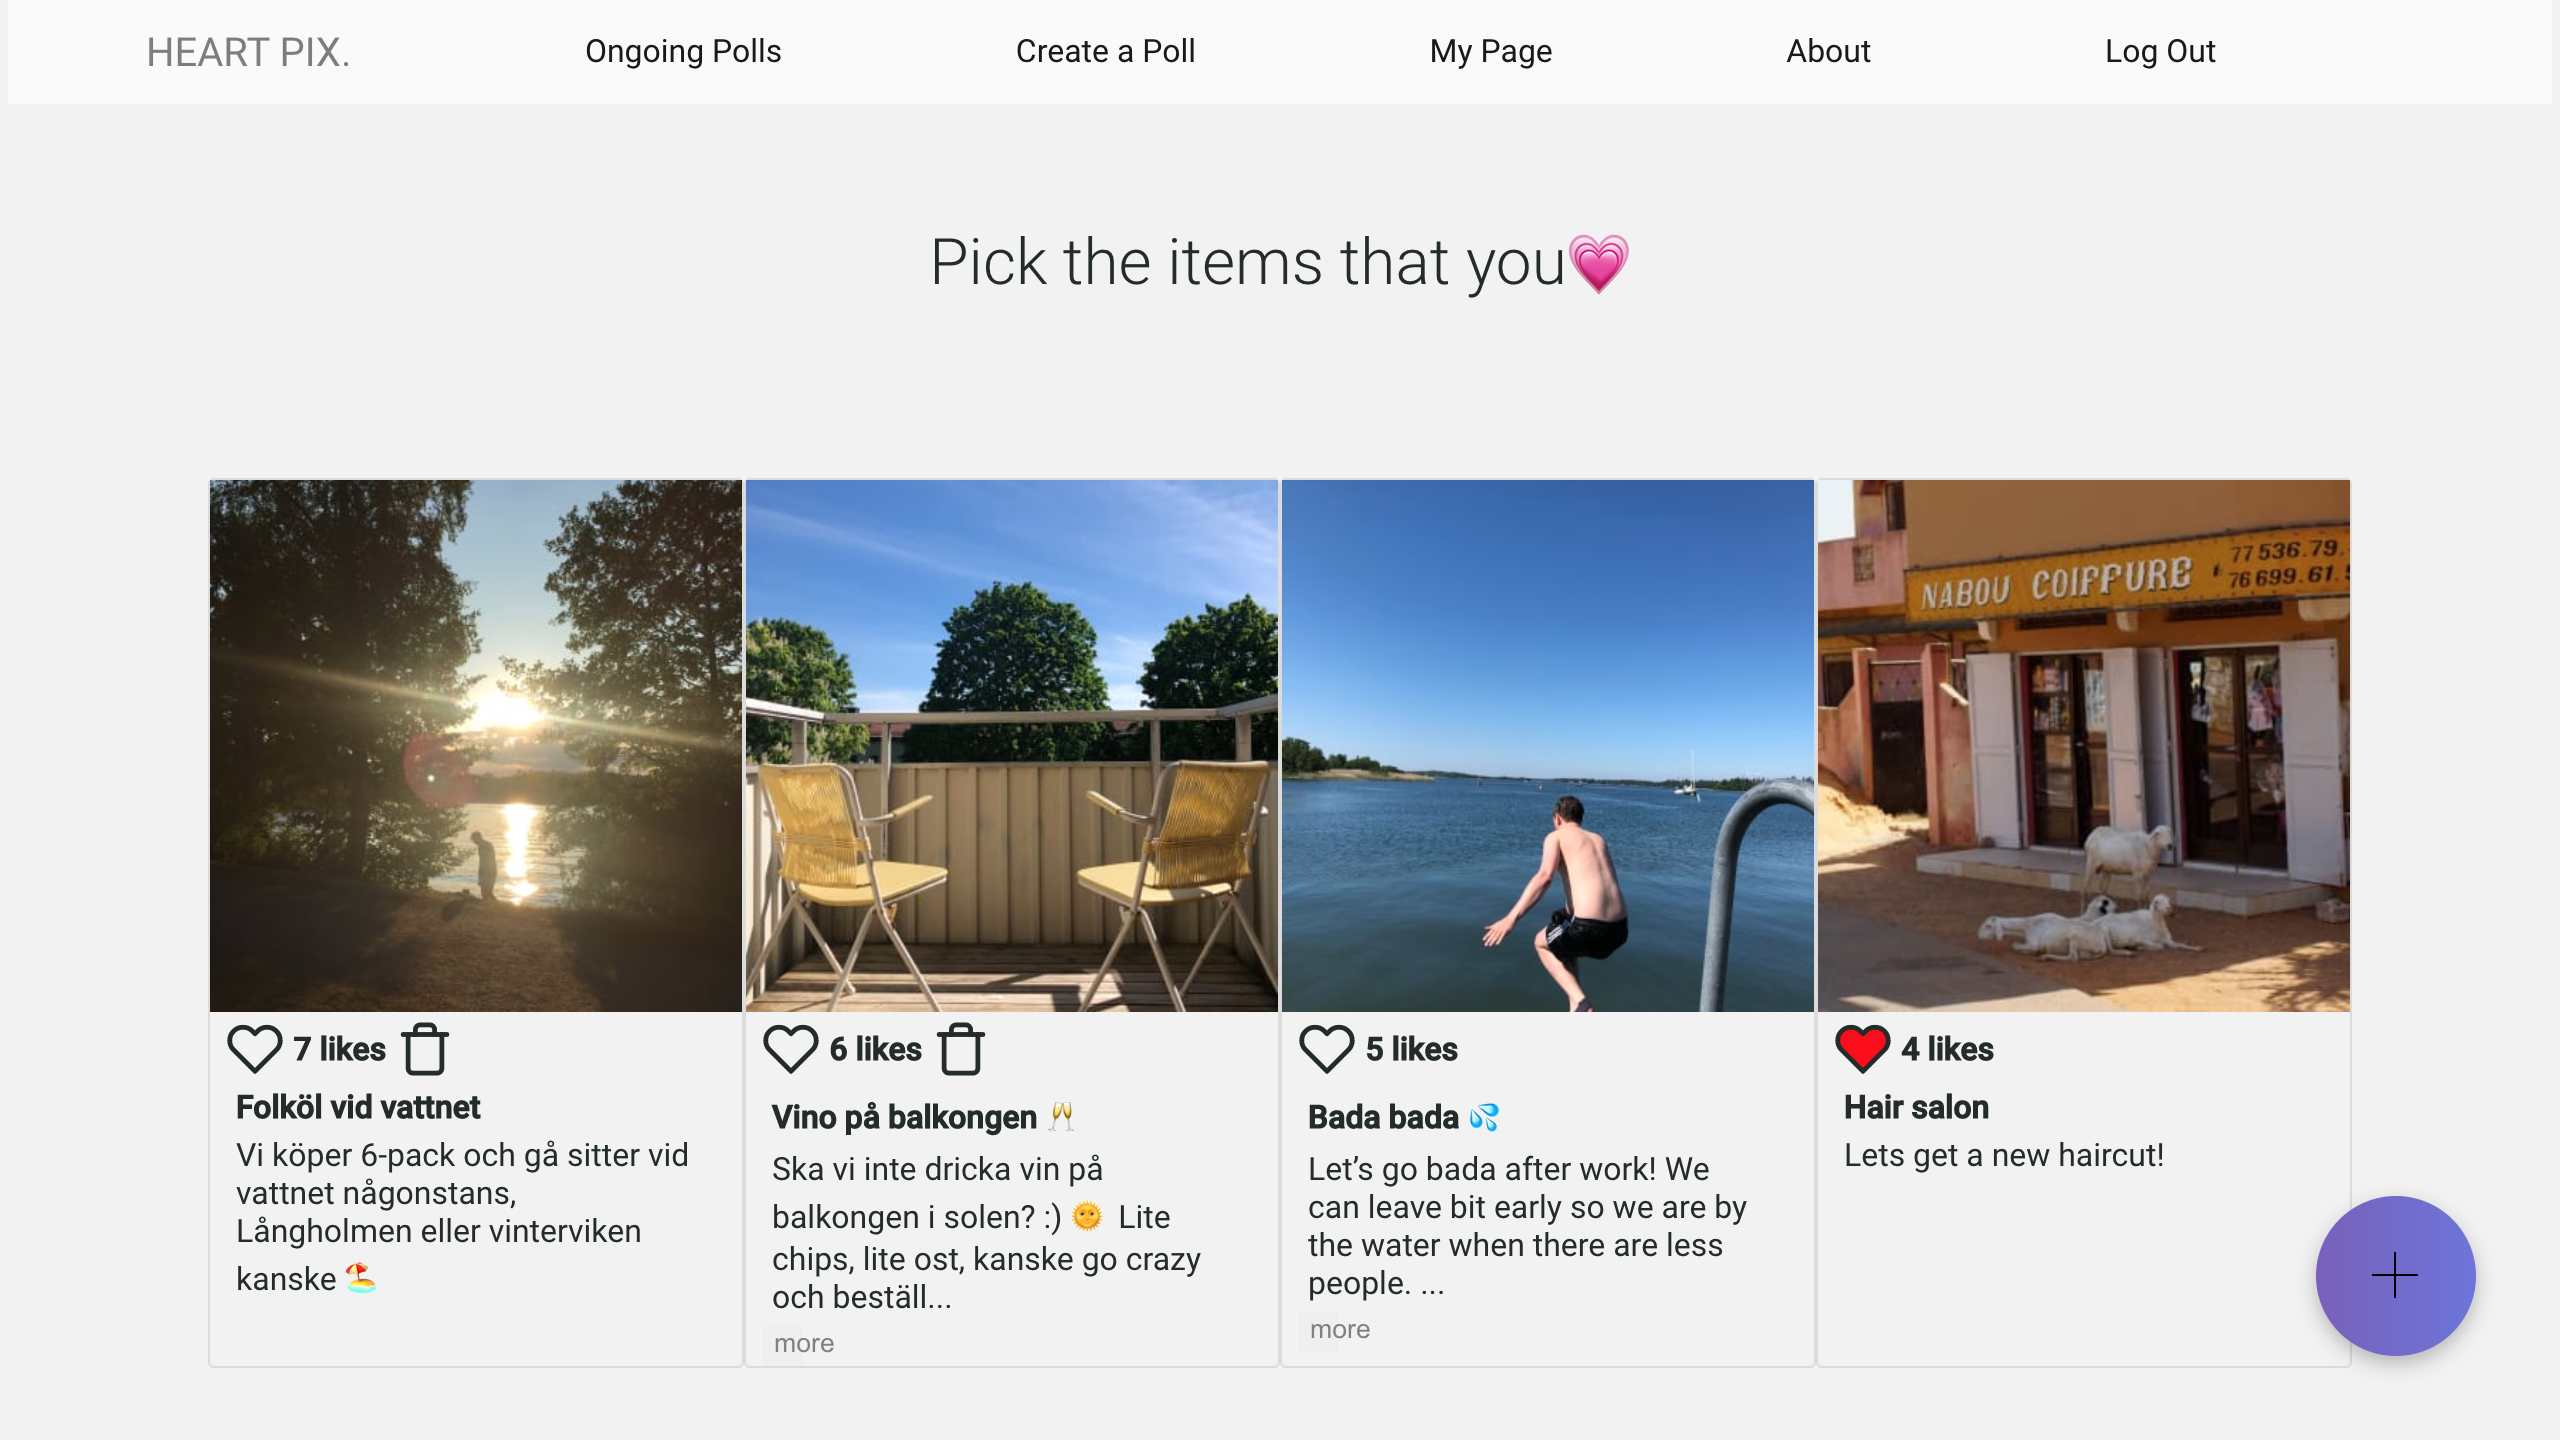 HEART PIX.
Ongoing Polls
Create a Poll
My Page
About
Log Out
Pick the items that you💗
NABOU COIFFURE
77 536.79.
76 699.61.
7 likes
Folköl vid vattnet
Vi köper 6-pack och gå sitter vid
vattnet någonstans,
Långholmen eller vinterviken
kanske 🏖️
6 likes
Vino på balkongen 🥂
Ska vi inte dricka vin på
balkongen i solen? :) 🌞 Lite
chips, lite ost, kanske go crazy
och beställ...
more
5 likes
Bada bada 💦
Let’s go bada after work! We
can leave bit early so we are by
the water when there are less
people. ...
more
4 likes
Hair salon
Lets get a new haircut!